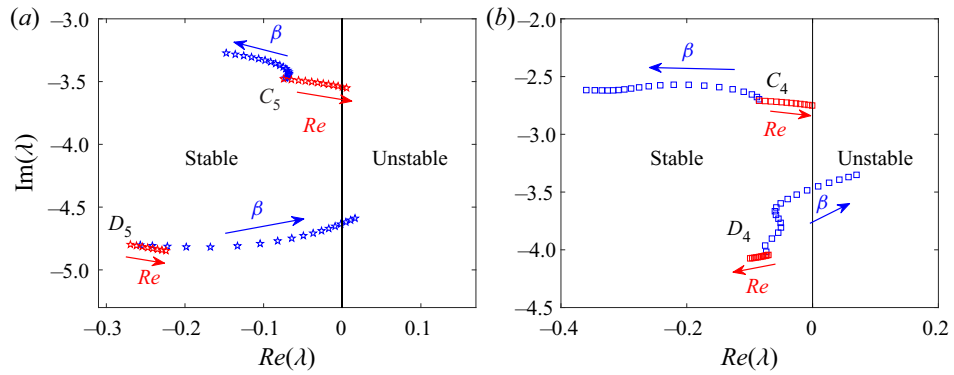 (a)
−3.0
−3.5
−4.0
−4.5
−5.0
Im(λ)
β
C5
Re
Stable
Unstable
β
D5
Re
−0.3
−0.2
−0.1
0
0.1
Re(λ)
(b)
−2.0
−2.5
−3.0
−3.5
−4.0
−4.5
β
C4
Re
Stable
Unstable
β
D4
Re
−0.4
−0.2
0
0.2
Re(λ)